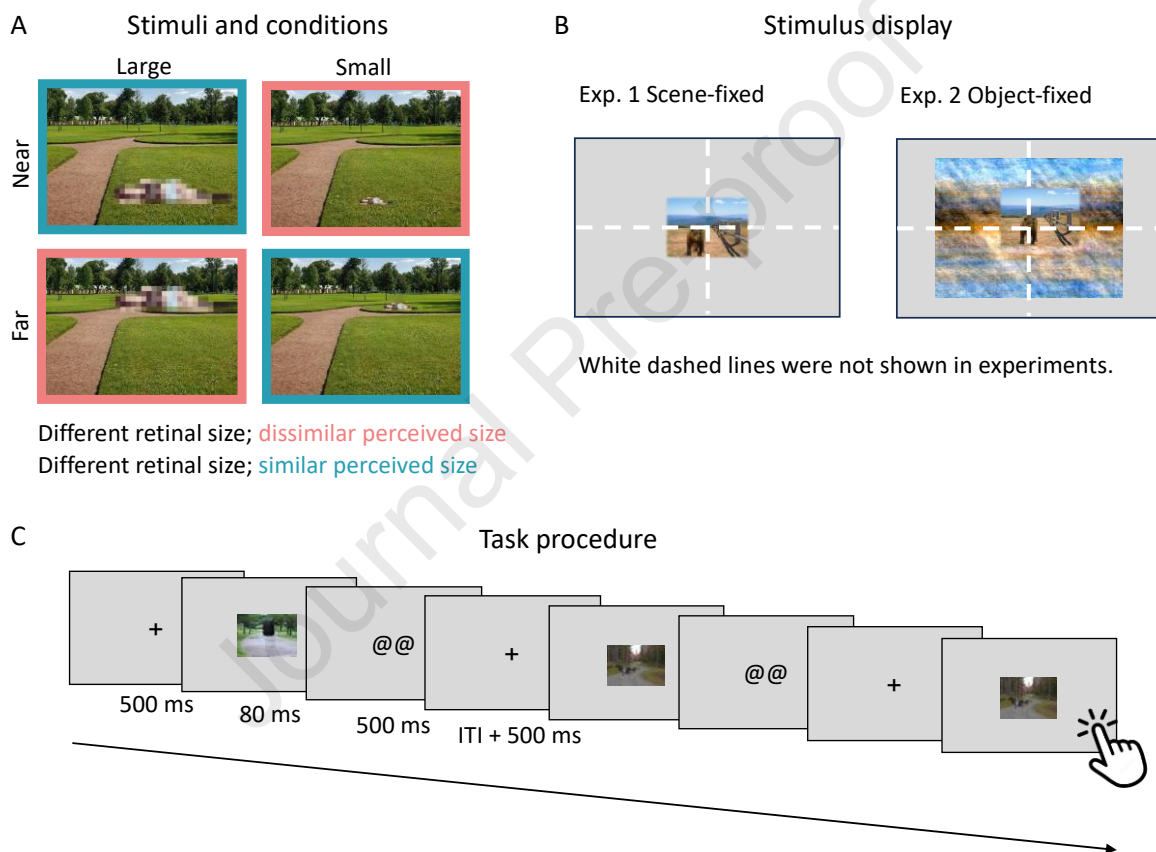 A
Stimuli and conditions
Large
Small
Near
Far
Different retinal size; dissimilar perceived size
Different retinal size; similar perceived size
B
Stimulus display
Exp. 1 Scene-fixed
Exp. 2 Object-fixed
White dashed lines were not shown in experiments.
C
Task procedure
+
@@
+
@@
+
500 ms
80 ms
500 ms
ITI + 500 ms
Journal Pre-proof